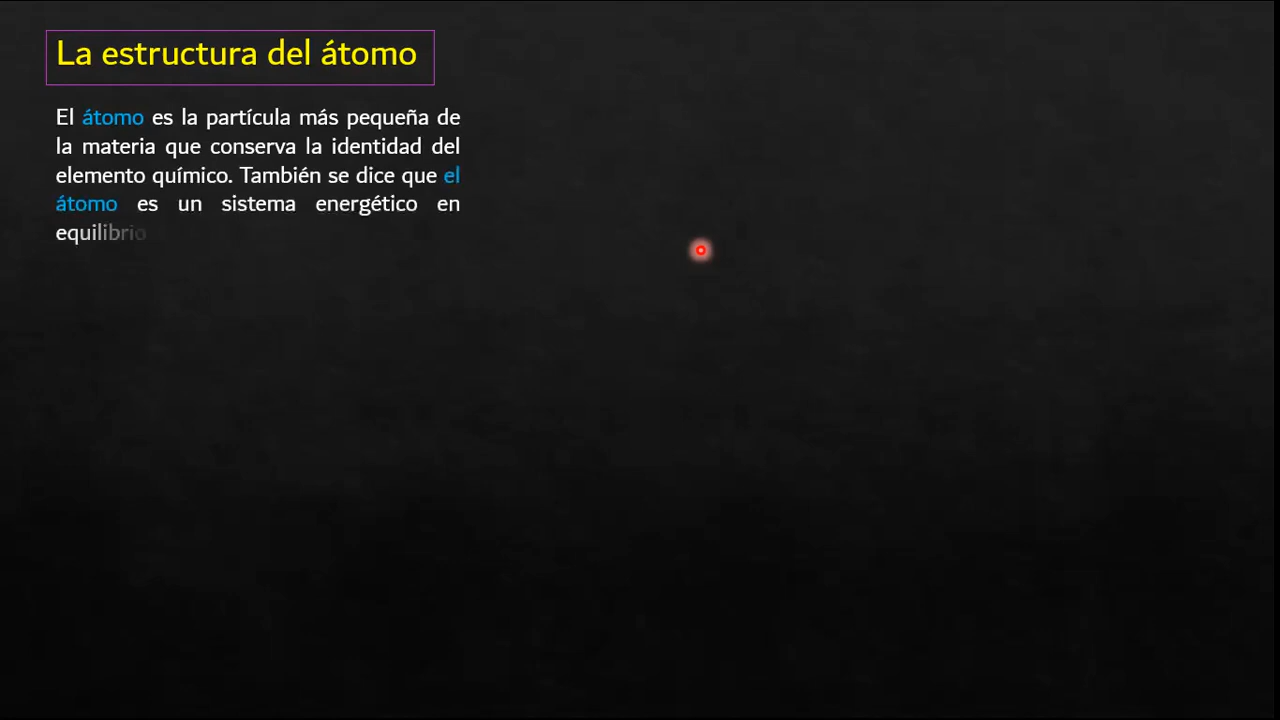 La estructura del átomo
El átomo es la partícula más pequeña de
la materia que conserva la identidad del
elemento químico. También se dice que el
átomo es un sistema energético en
equilibrio